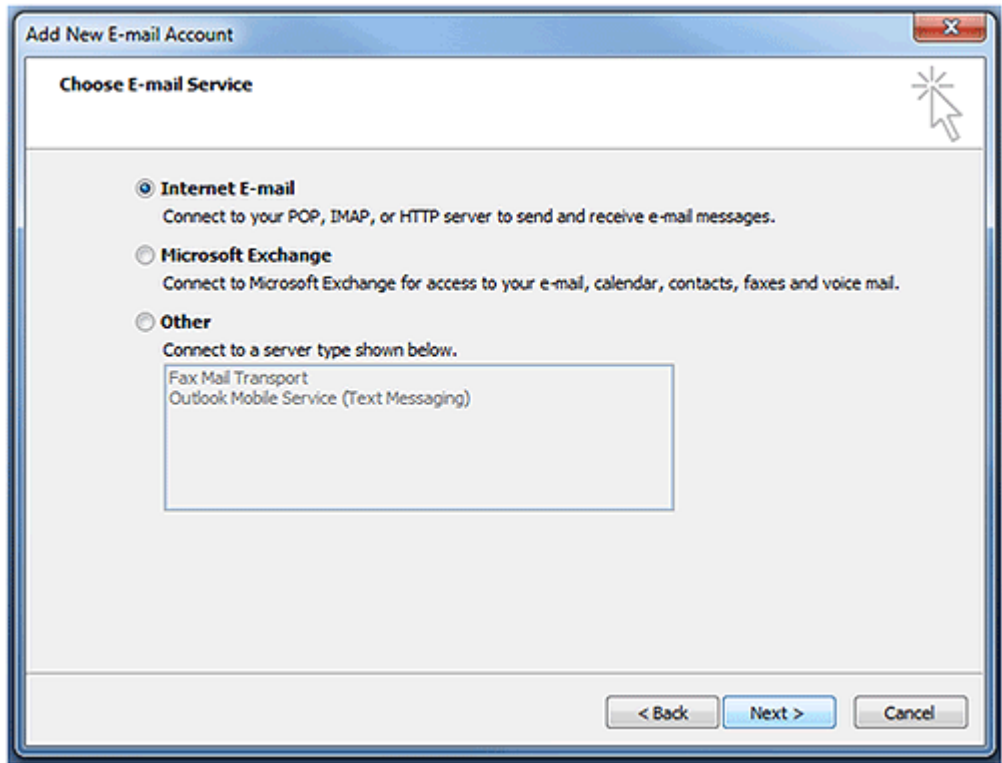 Add New E-mail Account
Choose E-mail Service
Internet E-mail
Connect to your POP, IMAP, or HTTP server to send and receive e-mail messages.
Microsoft Exchange
Connect to Microsoft Exchange for access to your e-mail, calendar, contacts, faxes and voice mail.
Other
Connect to a server type shown below.
Fax Mail Transport
Outlook Mobile Service (Text Messaging)
< Back Next > Cancel